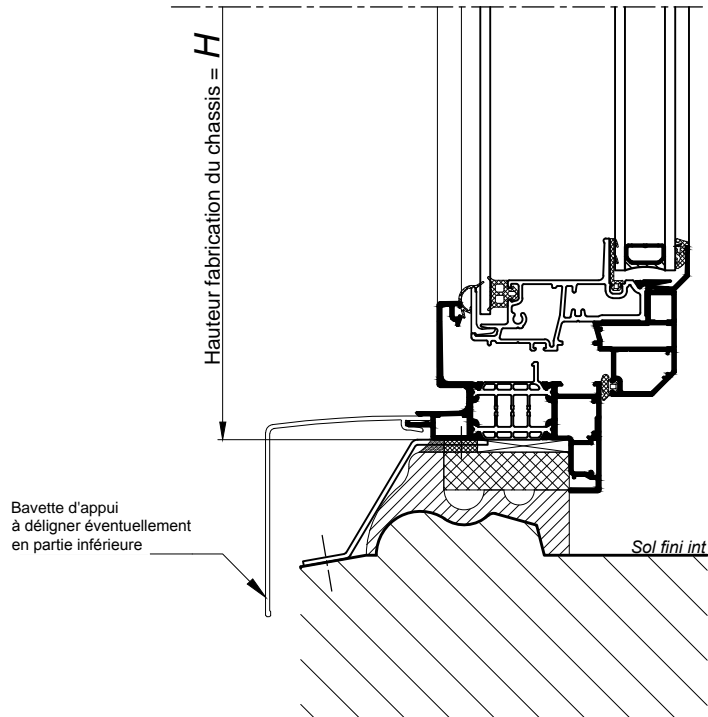 Hauteur fabrication du chassis = H
Bavette d'appui
à déligner éventuellement
en partie inférieure
Sol fini int